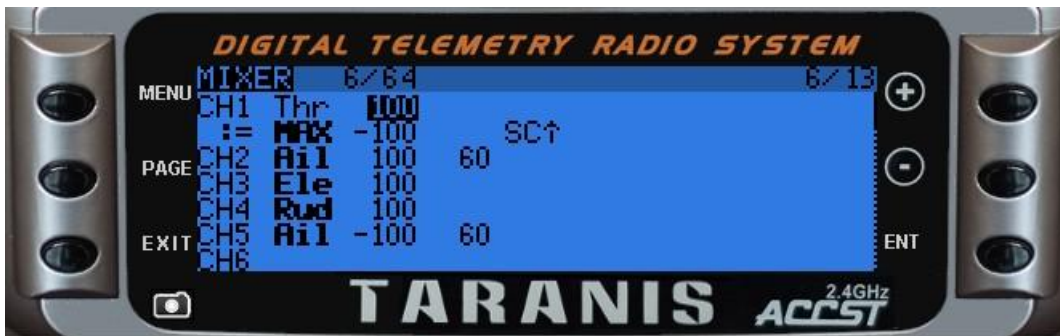 DIGITAL TELEMETRY RADIO SYSTEM
MENU
PAGE
EXIT
MIXER 6/64 6/13
CH1 Thr 100
:= MAX -100 SC↑
CH2 Ail 100 60
CH3 Ele 100
CH4 Rud 100
CH5 Ail -100 60
CH6
+
-
ENT
TARANIS
2.4GHz
ACCST